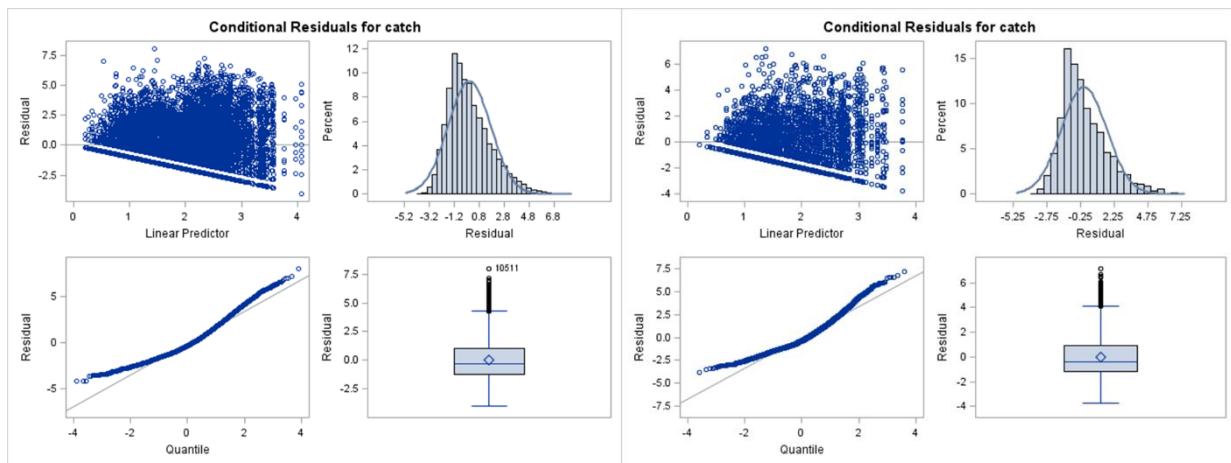 Conditional Residuals for catch
7.5
5.0
2.5
0.0
-2.5
Residual
0 1 2 3 4
Linear Predictor
12
10
8
6
4
2
0
Percent
-5.2 -3.2 -1.2 0.8 2.8 4.8 6.8
Residual
5
0
-5
Residual
-4 -2 0 2 4
Quantile
10511
7.5
5.0
2.5
0.0
-2.5
Residual
Conditional Residuals for catch
6
4
2
0
-2
-4
Residual
0 1 2 3 4
Linear Predictor
15
10
5
0
Percent
-5.25 -2.75 -0.25 2.25 4.75 7.25
Residual
7.5
5.0
2.5
0.0
-2.5
-5.0
-7.5
Residual
-4 -2 0 2 4
Quantile
6
4
2
0
-2
-4
Residual